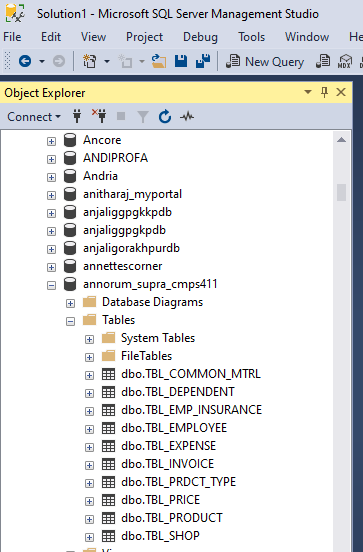 Solution1 - Microsoft SQL Server Management Studio
File Edit View Project Debug Tools Window
New Query MDX
Object Explorer
Connect
Ancore
ANDIPROFA
Andria
anitharaj_myportal
anjaliggpgkkpdb
anjaliggpgkpdb
anjaligorakhpurdb
annettescorner
annorum_supra_cmps411
Database Diagrams
Tables
System Tables
FileTables
dbo.TBL_COMMON_MTRL
dbo.TBL_DEPENDENT
dbo.TBL_EMP_INSURANCE
dbo.TBL_EMPLOYEE
dbo.TBL_EXPENSE
dbo.TBL_INVOICE
dbo.TBL_PRDCT_TYPE
dbo.TBL_PRICE
dbo.TBL_PRODUCT
dbo.TBL_SHOP